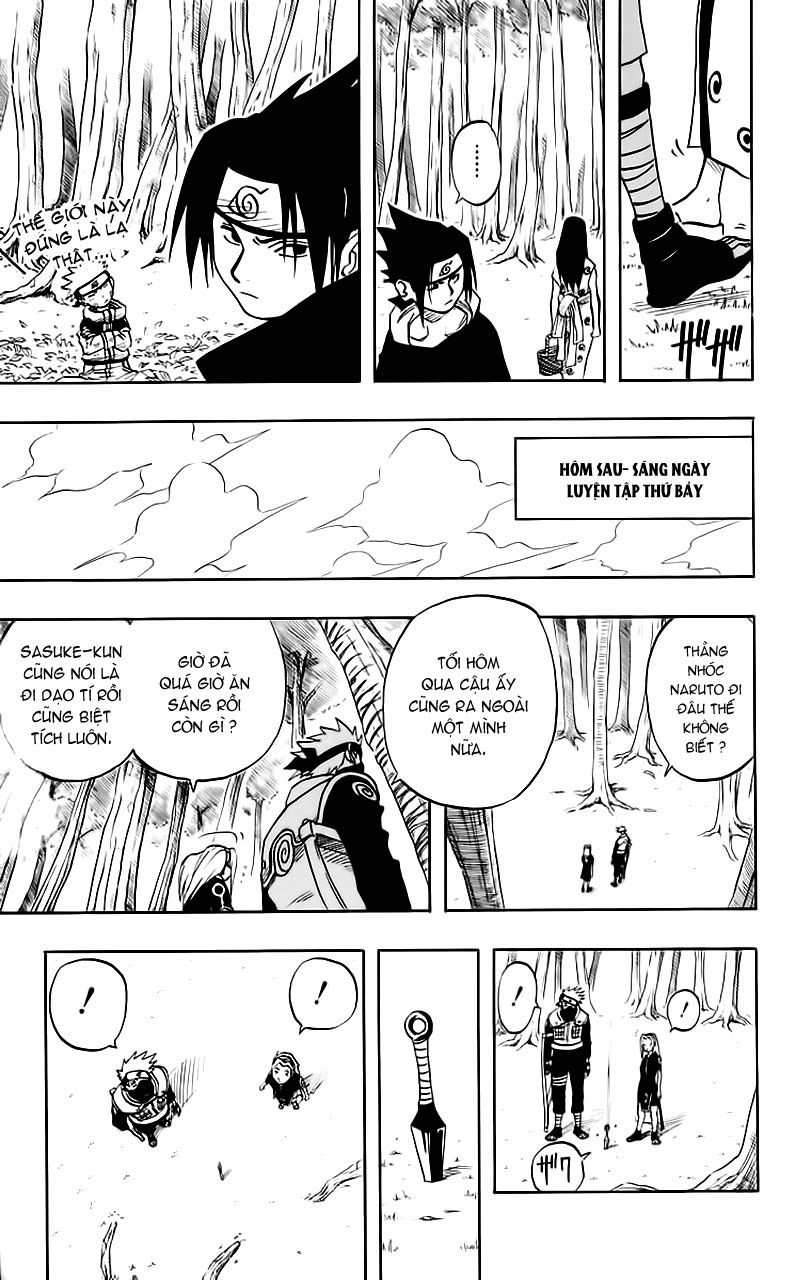 ザザ
......
THẾ GIỚI NÀY
ĐÚNG LÀ LẠ
THẬT...
HÔM SAU- SÁNG NGÀY
LUYỆN TẬP THỨ BẢY
THẰNG
NHÓC
NARUTO ĐI
ĐÂU THẾ
KHÔNG
BIẾT ?
TỐI HÔM
QUA CẬU ẤY
CŨNG RA NGOÀI
MỘT MÌNH
NỮA.
GIỜ ĐÃ
QUÁ GIỜ ĂN
SÁNG RỒI
CÒN GÌ ?
SASUKE-KUN
CŨNG NÓI LÀ
ĐI DẠO TÍ RỒI
CŨNG BIỆT
TÍCH LUÔN.
!
!
!
!